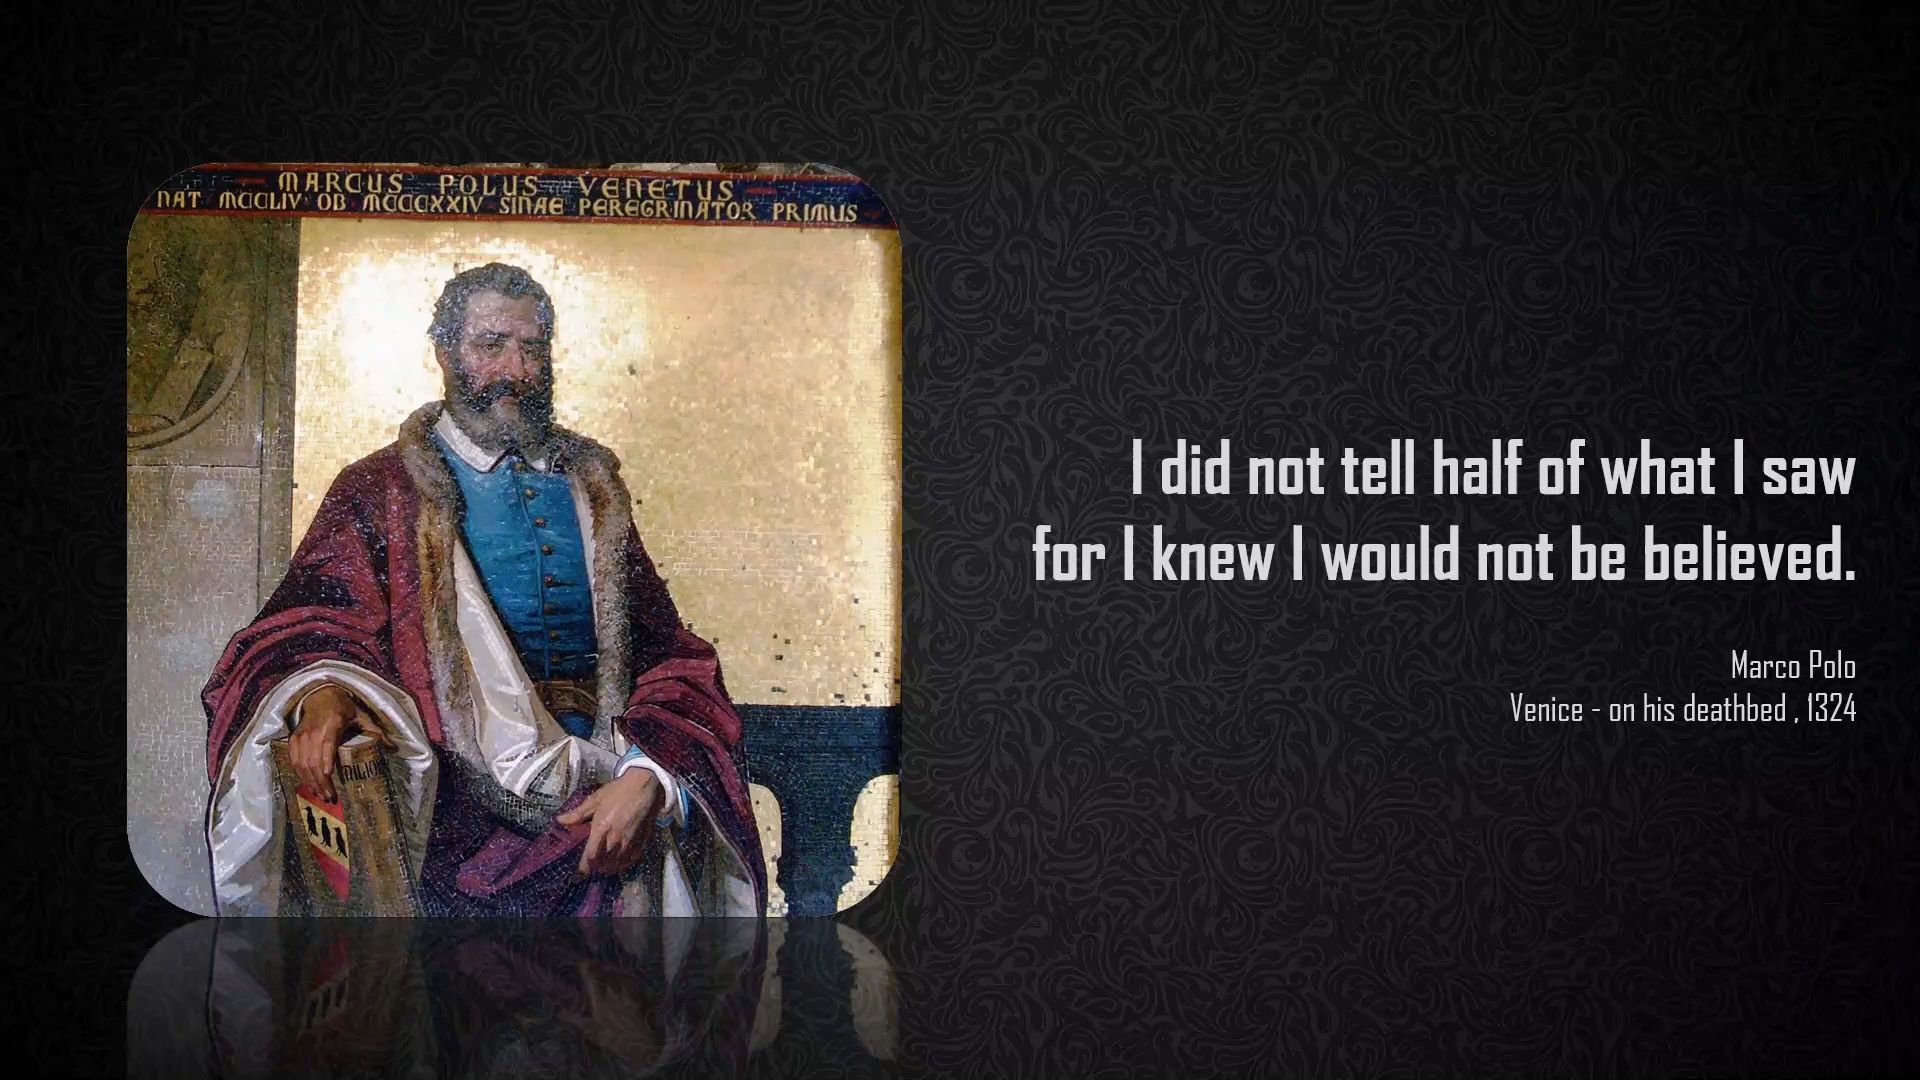 MARCUS POLUS VENETUS
NAT MCCLIV OB MCCCXXIV SINAE PEREGRINATOR PRIMUS
I did not tell half of what I saw
for I knew I would not be believed.
Marco Polo
Venice - on his deathbed , 1324